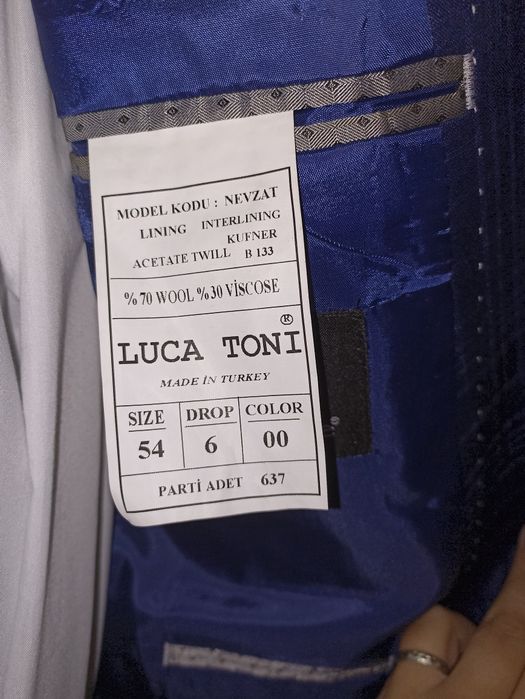 MODEL KODU : NEVZAT
LINING INTERLINING
KUFNER
ACETATE TWILL B 133
%70 WOOL %30 VİSCOSE
LUCA TONI ®
MADE İN TURKEY
SIZE DROP COLOR
54 6 00
PARTİ ADET 637